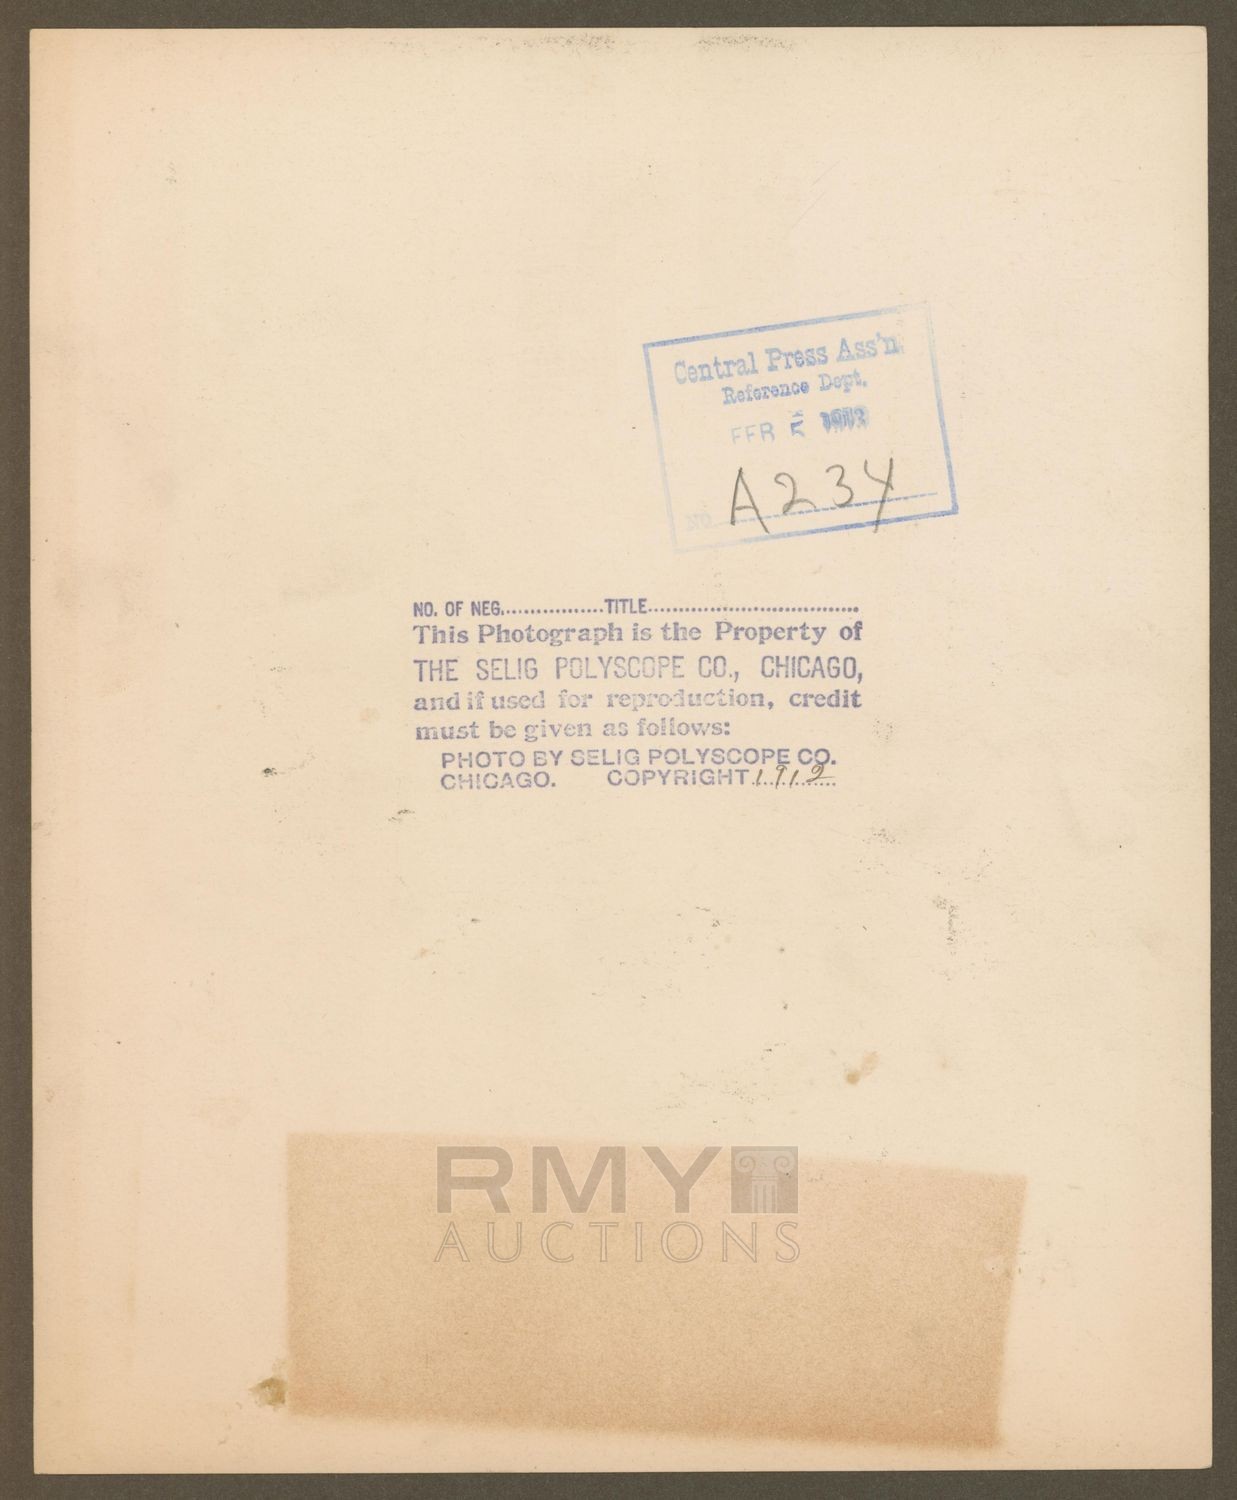 Central Press Ass'n
Reference Dept.
FEB 5
NO. A234
NO. OF NEG.................TITLE..................................
This Photograph is the Property of
THE SELIG POLYSCOPE CO., CHICAGO,
and if used for reproduction, credit
must be given as follows:
PHOTO BY SELIG POLYSCOPE CO.
CHICAGO. COPYRIGHT 1912
RMY
AUCTIONS